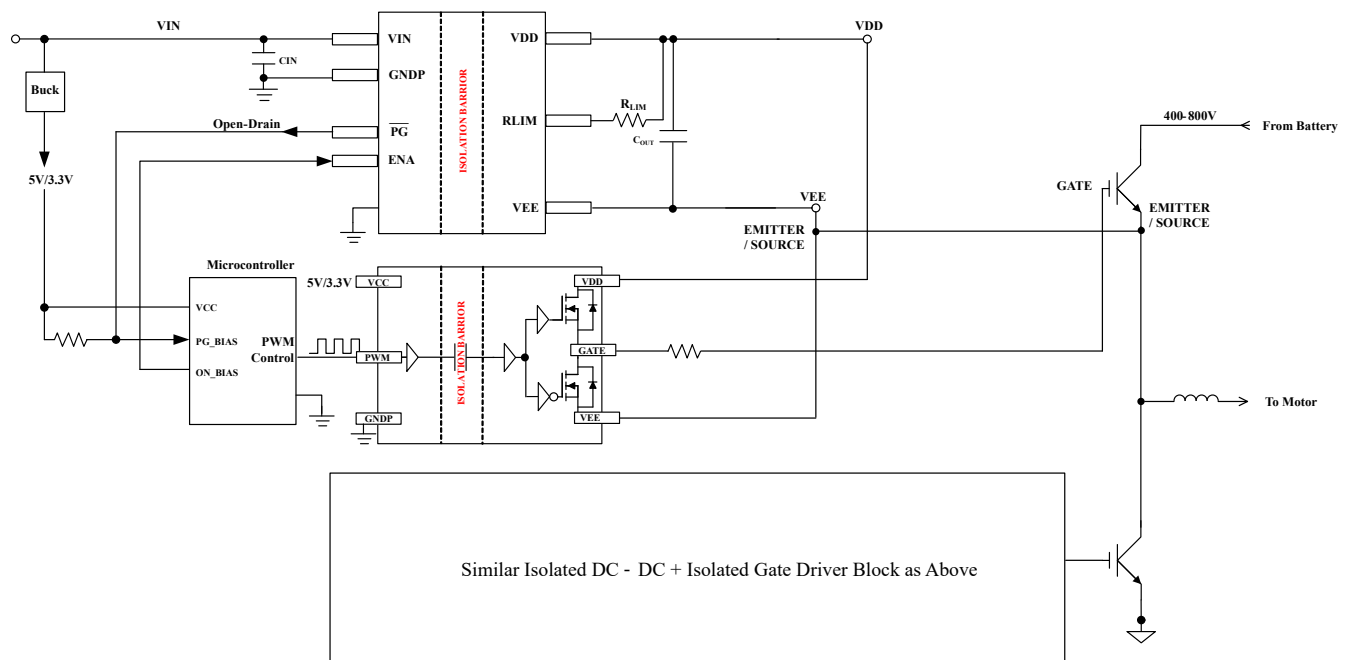 VIN
CIN
Buck
5V/3.3V
Open-Drain
VIN
GNDP
PG
ENA
ISOLATION BARRIOR
VDD
RLIM
VEE
RLIM
COUT
VDD
VEE
EMITTER
/ SOURCE
400-800V
From Battery
GATE
EMITTER
/ SOURCE
Microcontroller
VCC
PG_BIAS
ON_BIAS
PWM
Control
5V/3.3V
VCC
PWM
GNDP
ISOLATION BARRIOR
VDD
GATE
VEE
To Motor
Similar Isolated DC - DC + Isolated Gate Driver Block as Above